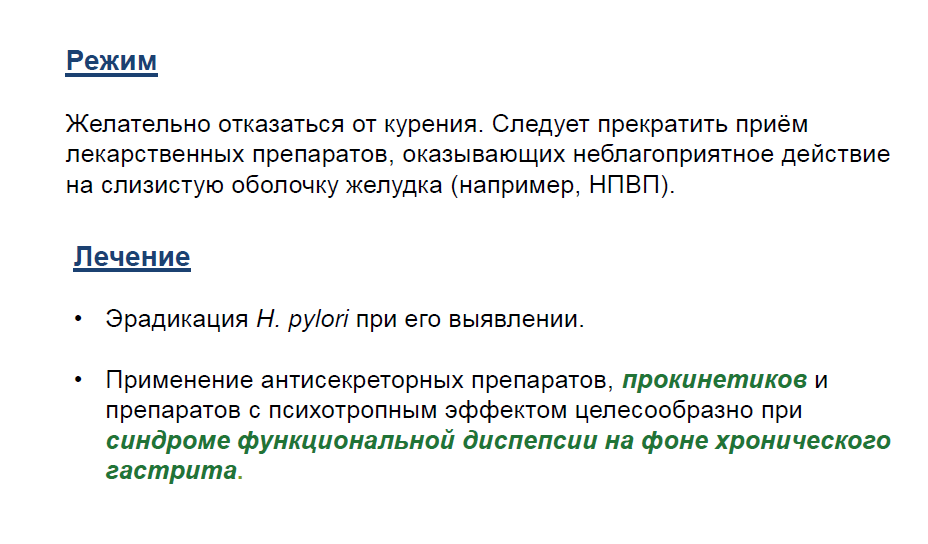 Режим
Желательно отказаться от курения. Следует прекратить приём
лекарственных препаратов, оказывающих неблагоприятное действие
на слизистую оболочку желудка (например, НПВП).
Лечение
• Эрадикация H. pylori при его выявлении.
• Применение антисекреторных препаратов, прокинетиков и
препаратов с психотропным эффектом целесообразно при
синдроме функциональной диспепсии на фоне хронического
гастрита.